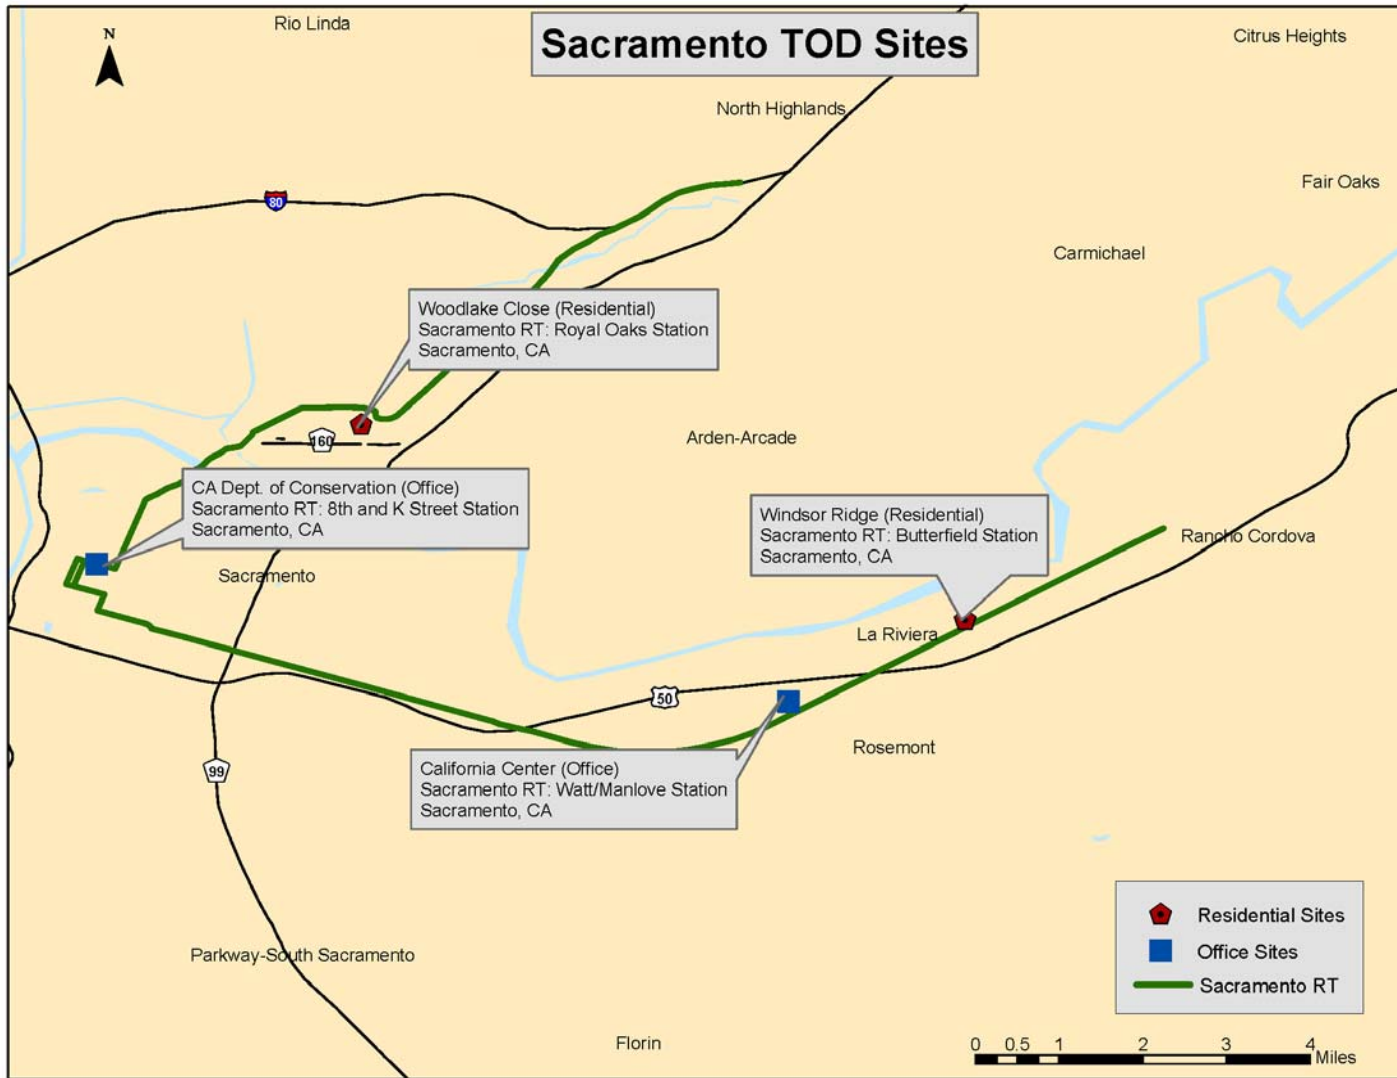 Rio Linda
Sacramento TOD Sites
Citrus Heights
N
North Highlands
Fair Oaks
80
Carmichael
Woodlake Close (Residential)
Sacramento RT: Royal Oaks Station
Sacramento, CA
160
Arden-Arcade
CA Dept. of Conservation (Office)
Sacramento RT: 8th and K Street Station
Sacramento, CA
Windsor Ridge (Residential)
Sacramento RT: Butterfield Station
Sacramento, CA
Rancho Cordova
Sacramento
La Riviera
50
Rosemont
99
California Center (Office)
Sacramento RT: Watt/Manlove Station
Sacramento, CA
Residential Sites
Office Sites
Sacramento RT
Parkway-South Sacramento
Florin
0 0.5 1 2 3 4
Miles